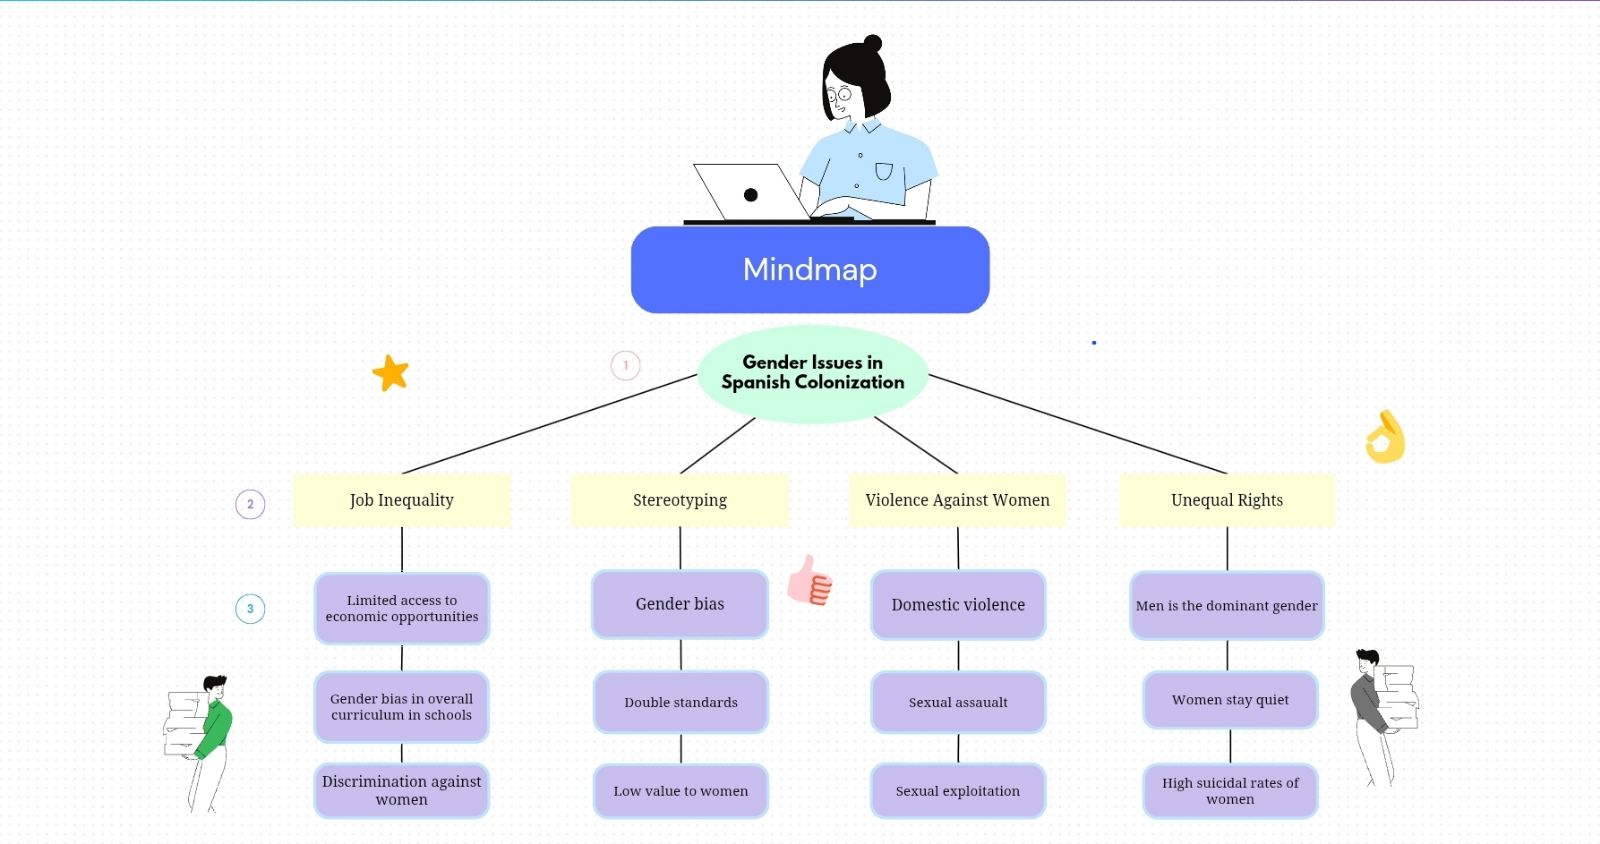 Mindmap
1
Gender Issues in
Spanish Colonization
2
Job Inequality
Stereotyping
Violence Against Women
Unequal Rights
3
Limited access to
economic opportunities
Gender bias
Domestic violence
Men is the dominant gender
Gender bias in overall
curriculum in schools
Double standards
Sexual assault
Women stay quiet
Discrimination against
women
Low value to women
Sexual exploitation
High suicidal rates of
women